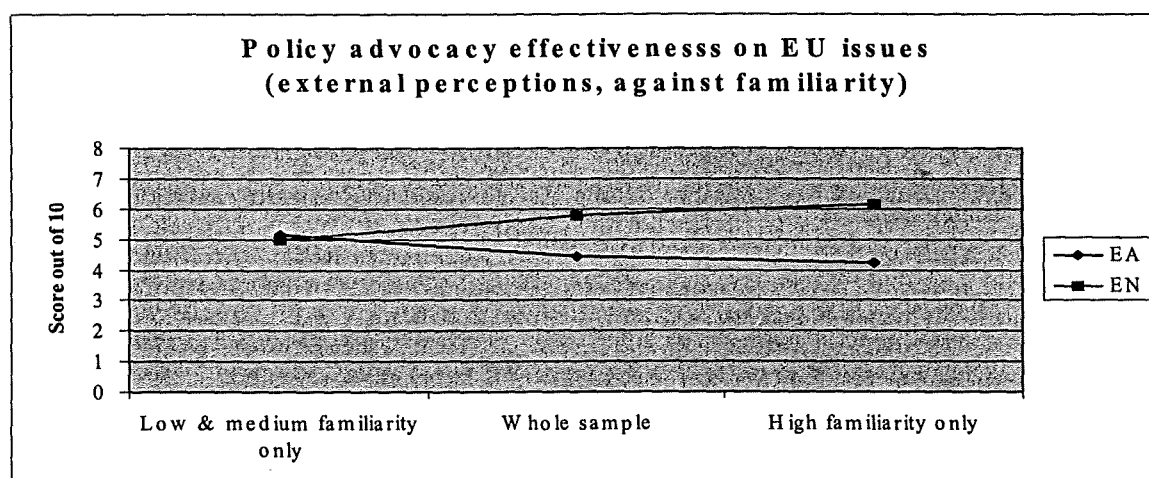 Policy advocacy effectivenesss on EU issues
(external perceptions, against familiarity)
8
7
6
5
4
3
2
1
0
Score out of 10
Low & medium familiarity
only
Whole sample
High familiarity only
EA
EN